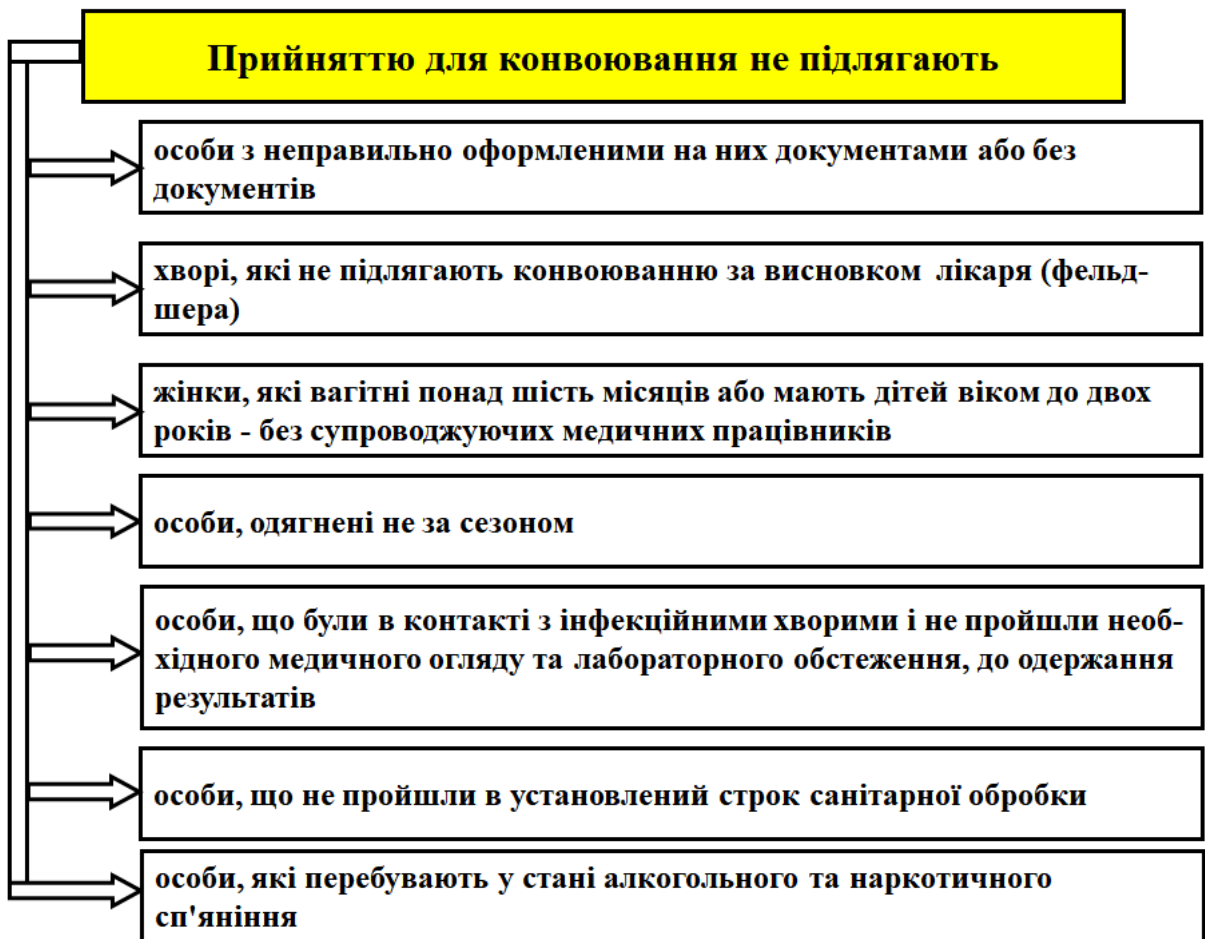 Прийняттю для конвоювання не підлягають
особи з неправильно оформленими на них документами або без
документів
хворі, які не підлягають конвоюванню за висновком лікаря (фельд-
шера)
жінки, які вагітні понад шість місяців або мають дітей віком до двох
років - без супроводжуючих медичних працівників
особи, одягнені не за сезоном
особи, що були в контакті з інфекційними хворими і не пройшли необ-
хідного медичного огляду та лабораторного обстеження, до одержання
результатів
особи, що не пройшли в установлений строк санітарної обробки
особи, які перебувають у стані алкогольного та наркотичного
сп'яніння